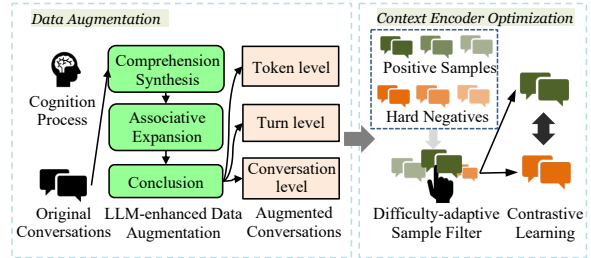 Data Augmentation
Cognition
Process
Original
Conversations
Comprehension
Synthesis
Associative
Expansion
Conclusion
LLM-enhanced Data
Augmentation
Token level
Turn level
Conversation
level
Augmented
Conversations
Context Encoder Optimization
Positive Samples
Hard Negatives
Difficulty-adaptive
Sample Filter
Contrastive
Learning